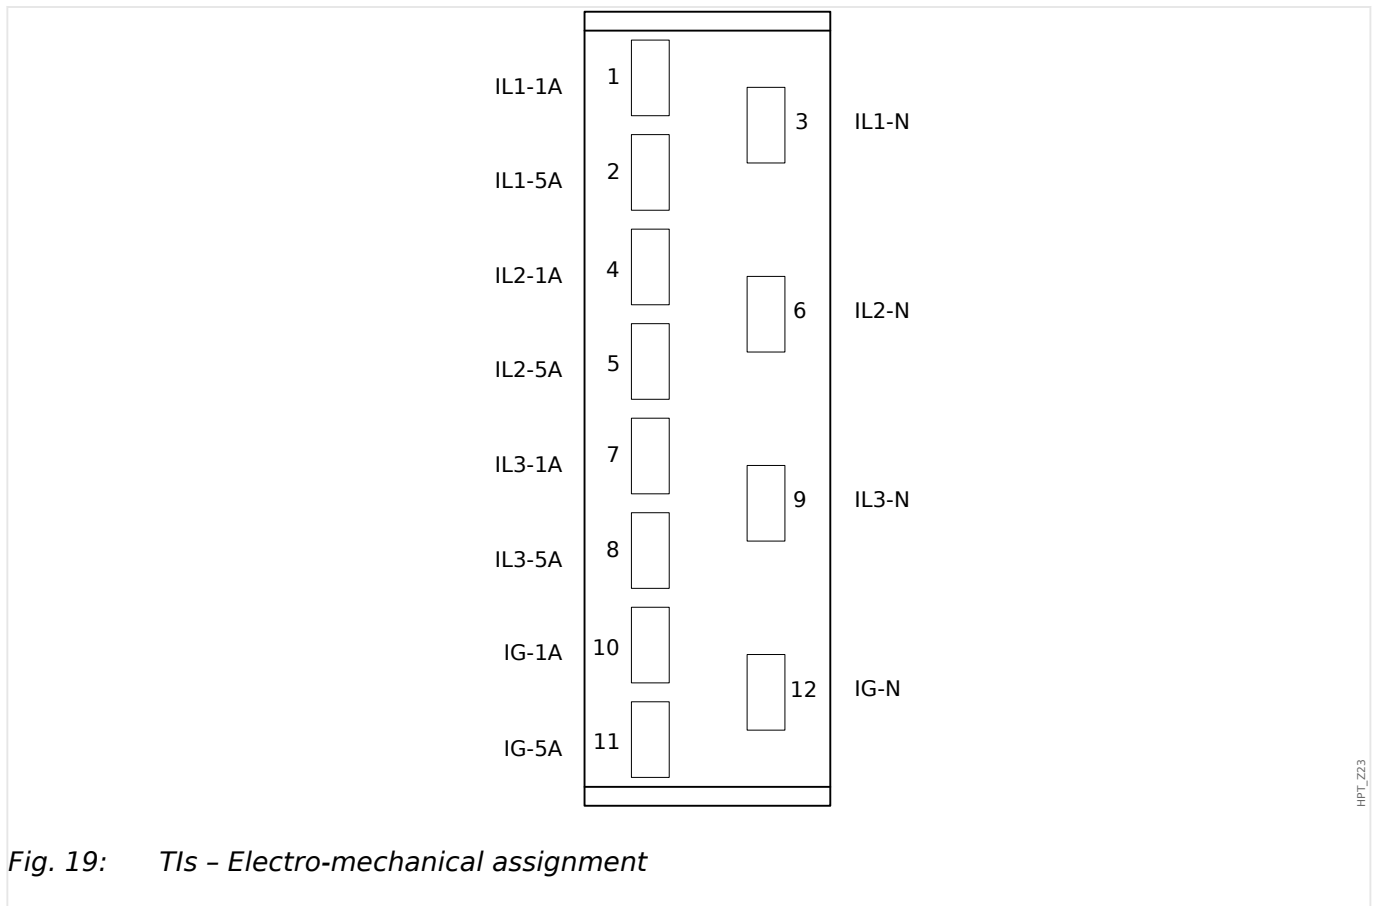 IL1-1A 1
3 IL1-N
IL1-5A 2
IL2-1A 4
6 IL2-N
IL2-5A 5
IL3-1A 7
9 IL3-N
IL3-5A 8
IG-1A 10
12 IG-N
IG-5A 11
HPT_Z23
Fig. 19: TIs – Electro-mechanical assignment